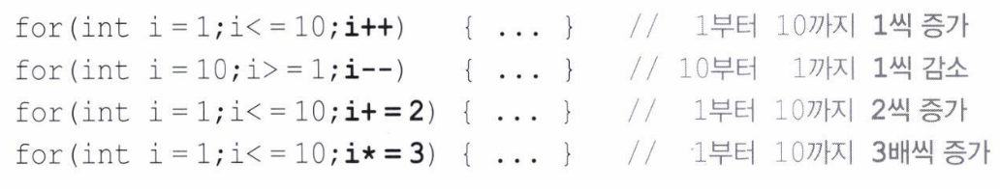 for(int i=1;i<=10;i++) { ... } // 1부터 10까지 1씩 증가
for(int i=10;i>=1;i--) { ... } // 10부터 1까지 1씩 감소
for(int i=1;i<=10;i+=2) { ... } // 1부터 10까지 2씩 증가
for(int i=1;i<=10;i*=3) { ... } // 1부터 10까지 3배씩 증가